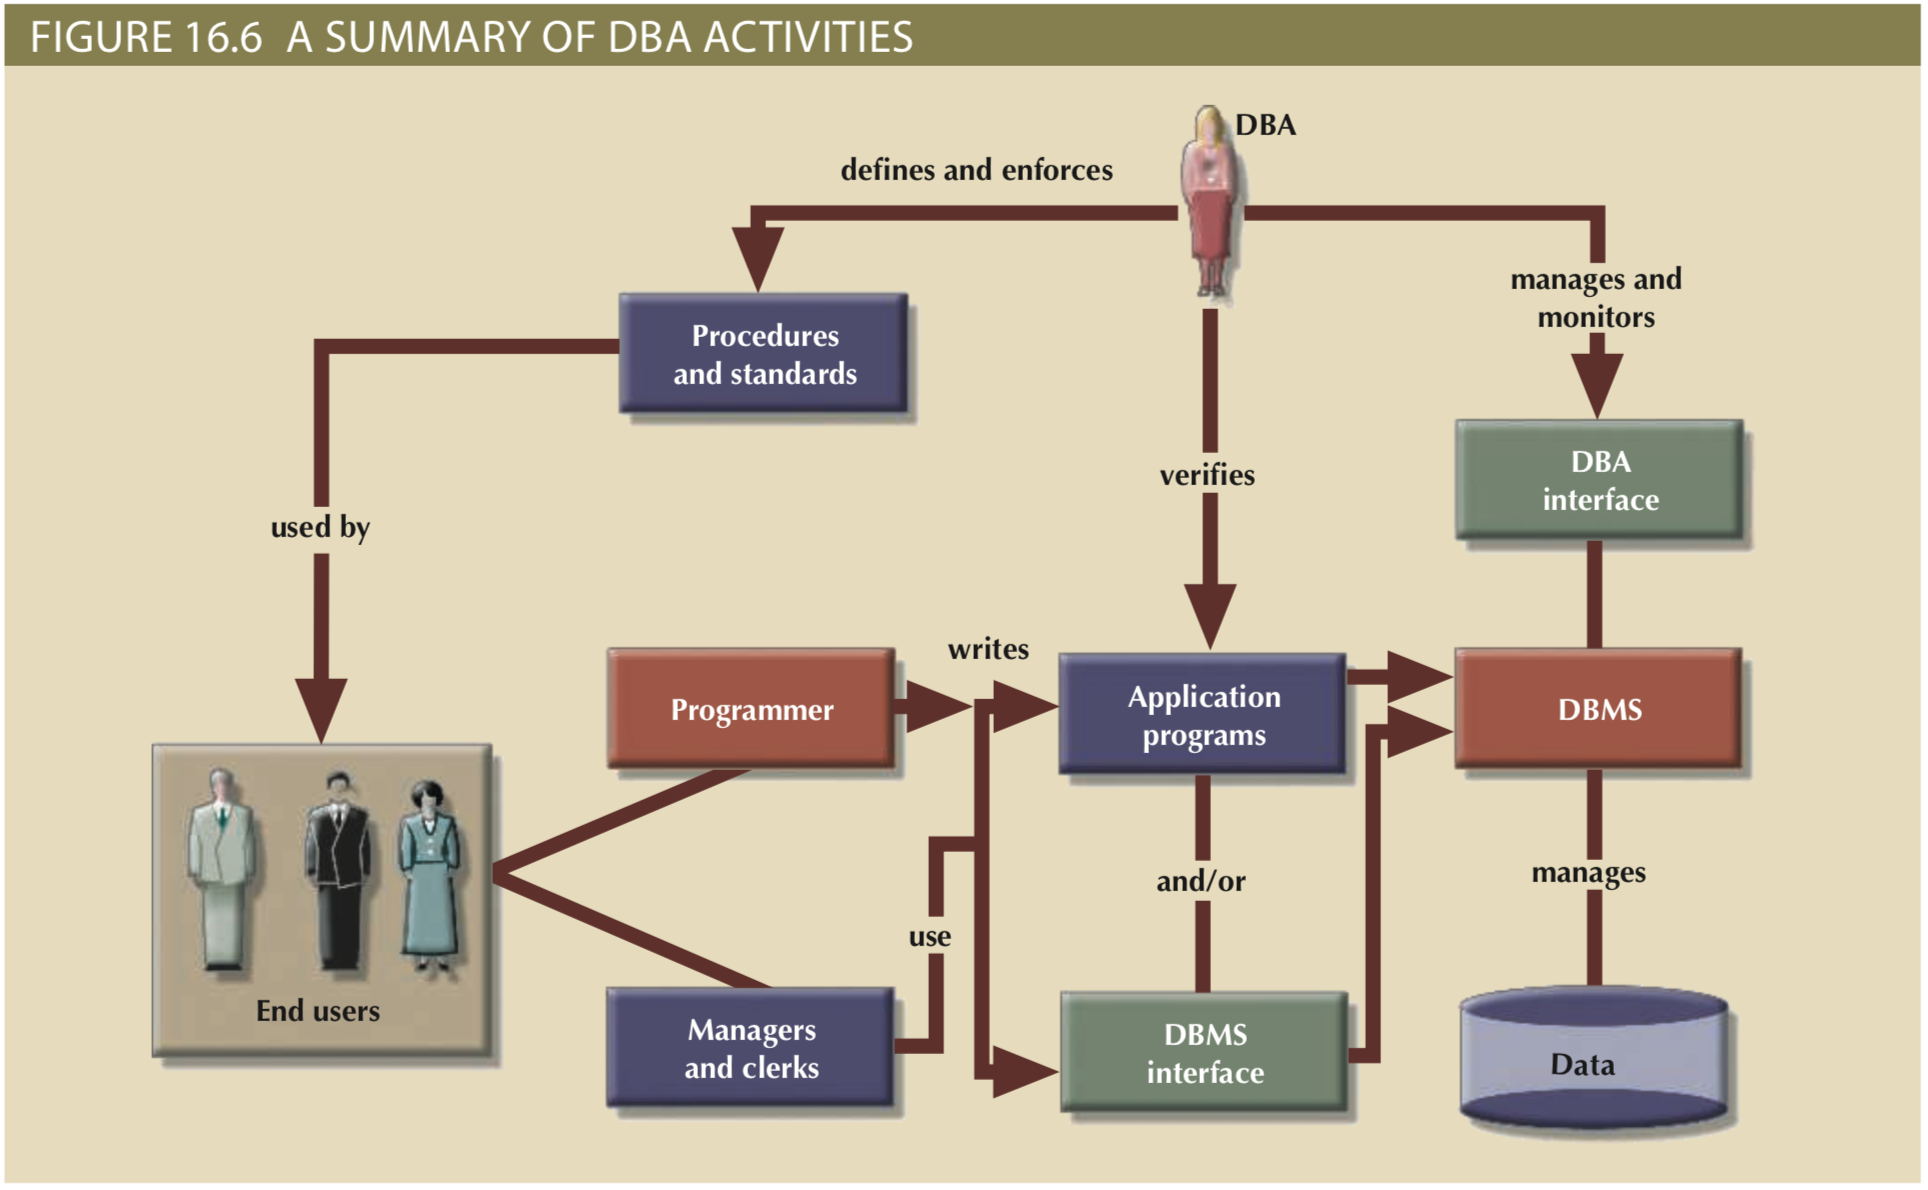 FIGURE 16.6 A SUMMARY OF DBA ACTIVITIES
DBA
defines and enforces
manages and
monitors
Procedures
and standards
DBA
interface
verifies
used by
writes
Programmer
Application
programs
DBMS
and/or
manages
use
End users
Managers
and clerks
DBMS
interface
Data